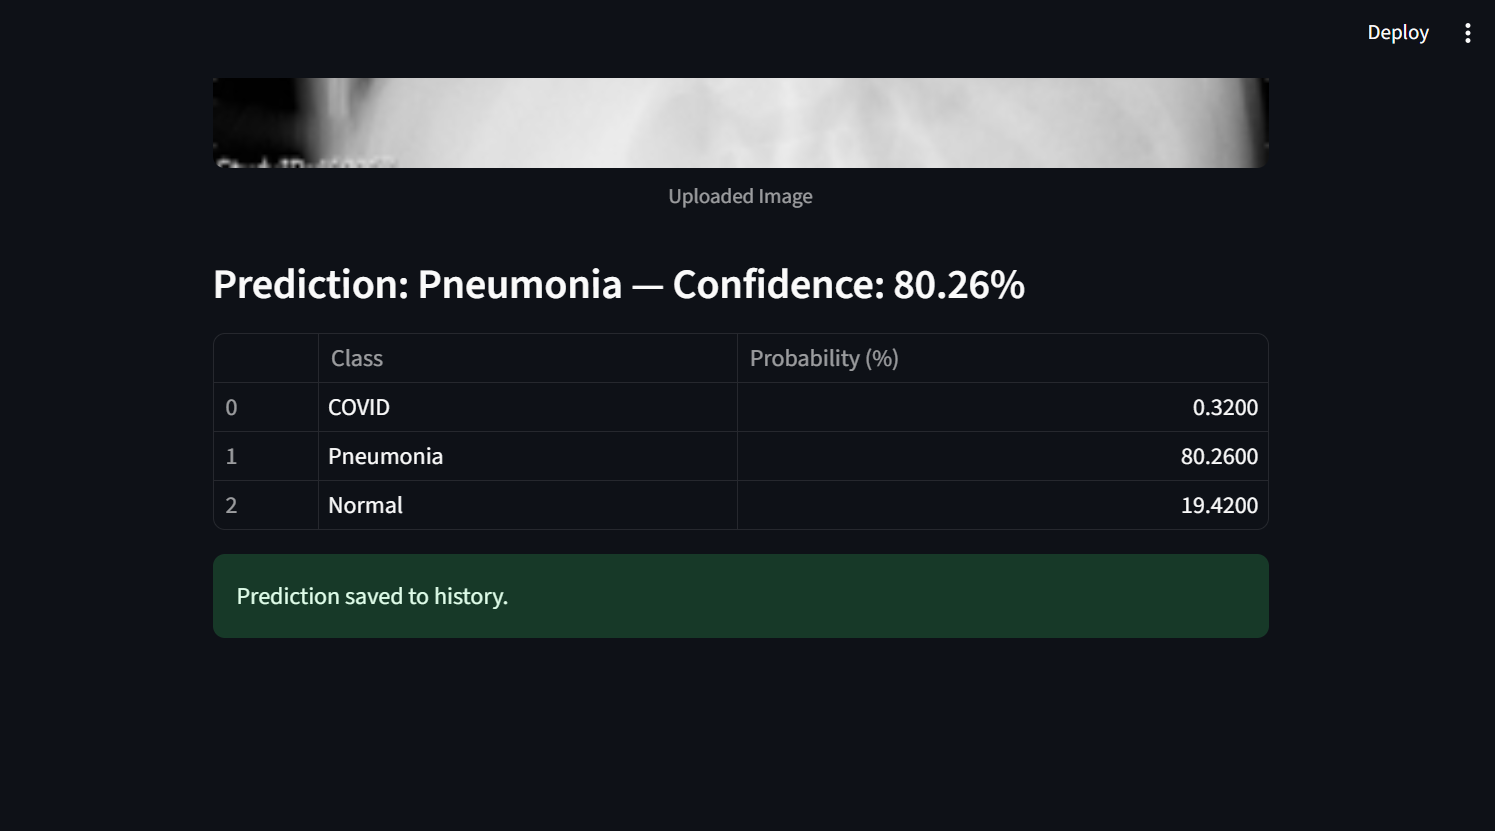 Deploy
Uploaded Image
Prediction: Pneumonia — Confidence: 80.26%
Class Probability (%)
0 COVID 0.3200
1 Pneumonia 80.2600
2 Normal 19.4200
Prediction saved to history.